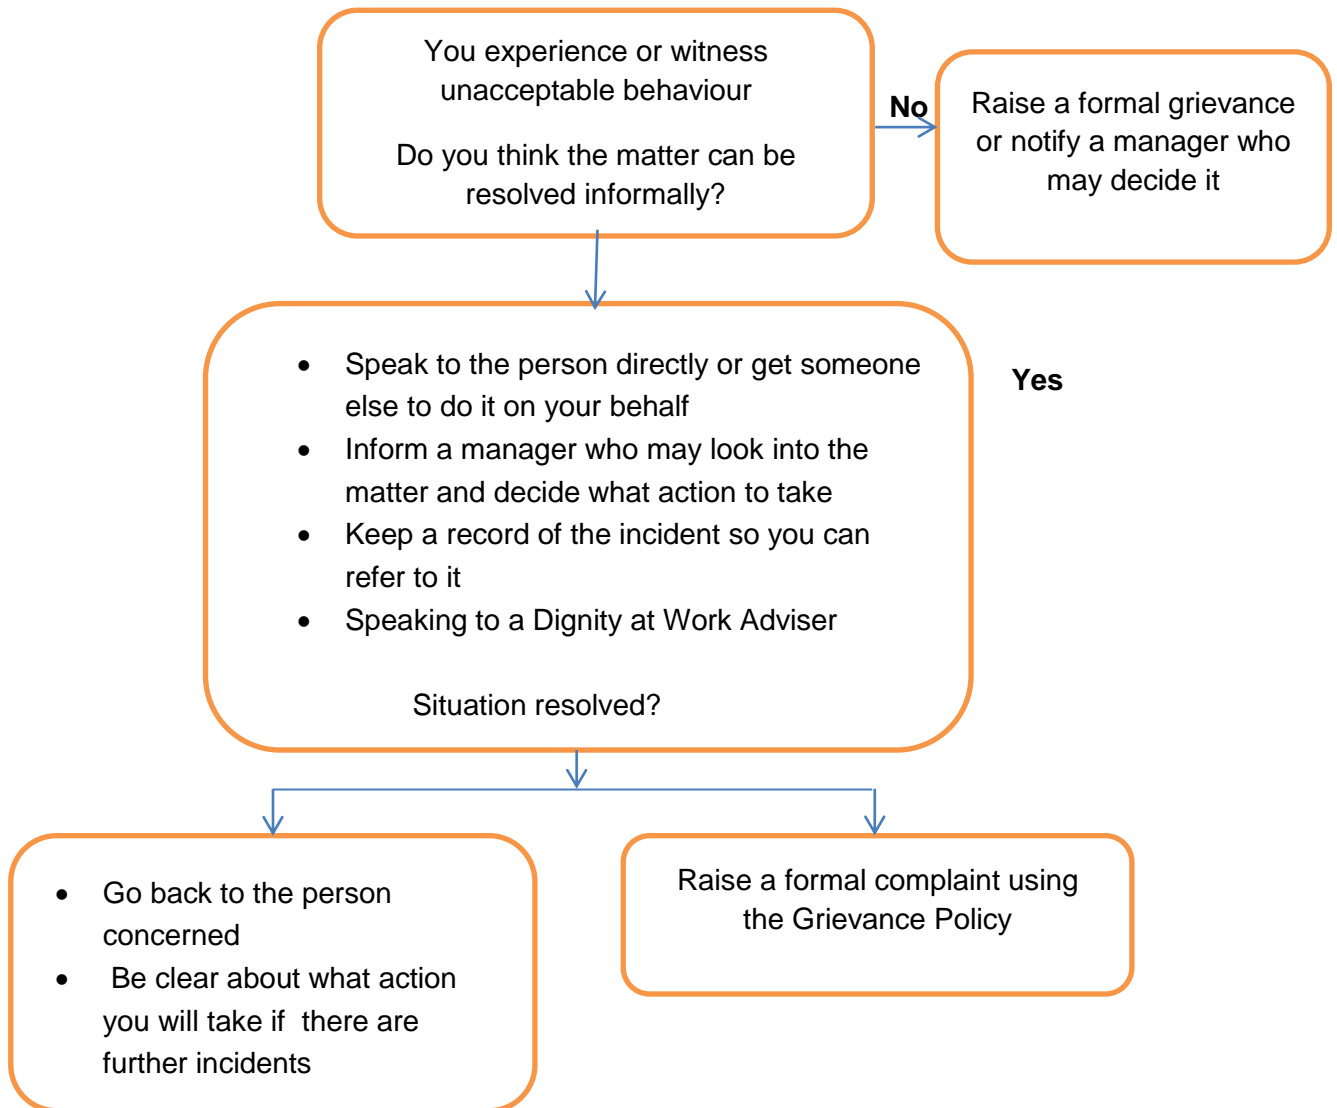 You experience or witness
unacceptable behaviour
Do you think the matter can be
resolved informally?
No
Raise a formal grievance
or notify a manager who
may decide it
• Speak to the person directly or get someone
else to do it on your behalf
• Inform a manager who may look into the
matter and decide what action to take
• Keep a record of the incident so you can
refer to it
• Speaking to a Dignity at Work Adviser
Situation resolved?
Yes
• Go back to the person
concerned
• Be clear about what action
you will take if there are
further incidents
Raise a formal complaint using
the Grievance Policy